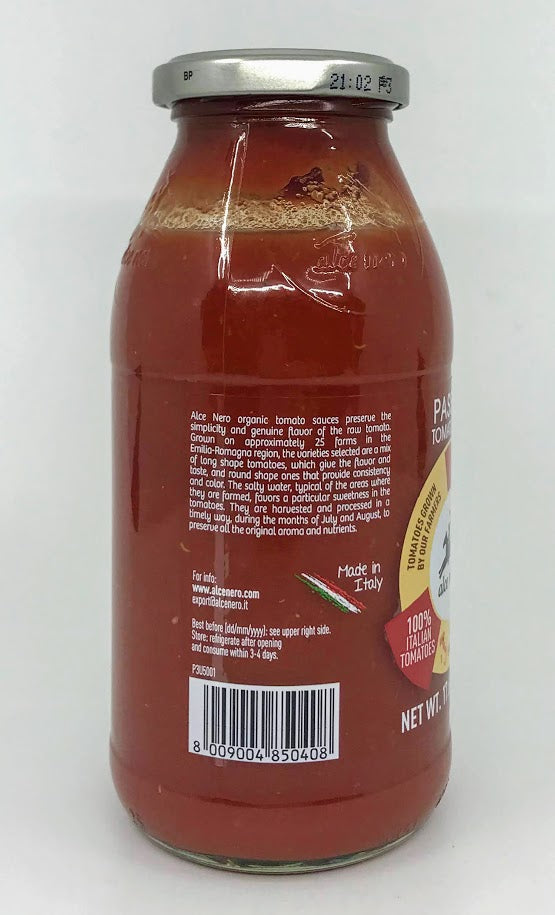 BP
21:02 P3
alce nero
Alce Nero organic tomato sauces preserve the
simplicity and genuine flavor of the raw tomato.
Grown on approximately 25 farms in the
Emilia-Romagna region, the varieties selected are a mix
of long shape tomatoes, which give the flavor and
taste, and round shape ones that provide consistency
and color. The salty water, typical of the areas where
they are farmed, favors a particular sweetness in the
tomatoes. They are harvested and processed in a
timely way, during the months of July and August, to
preserve all the original aroma and nutrients.
Made in
Italy
For info:
www.alcenero.com
export@alcenero.it
Best before (dd/mm/yyyy): see upper right side.
Store: refrigerate after opening
and consume within 3-4 days.
P3U5001
8 009004 850408
PAS
TOM
TOMATOES GROWN
BY OUR FARMERS
100%
ITALIAN
TOMATOES
NET WT. 1